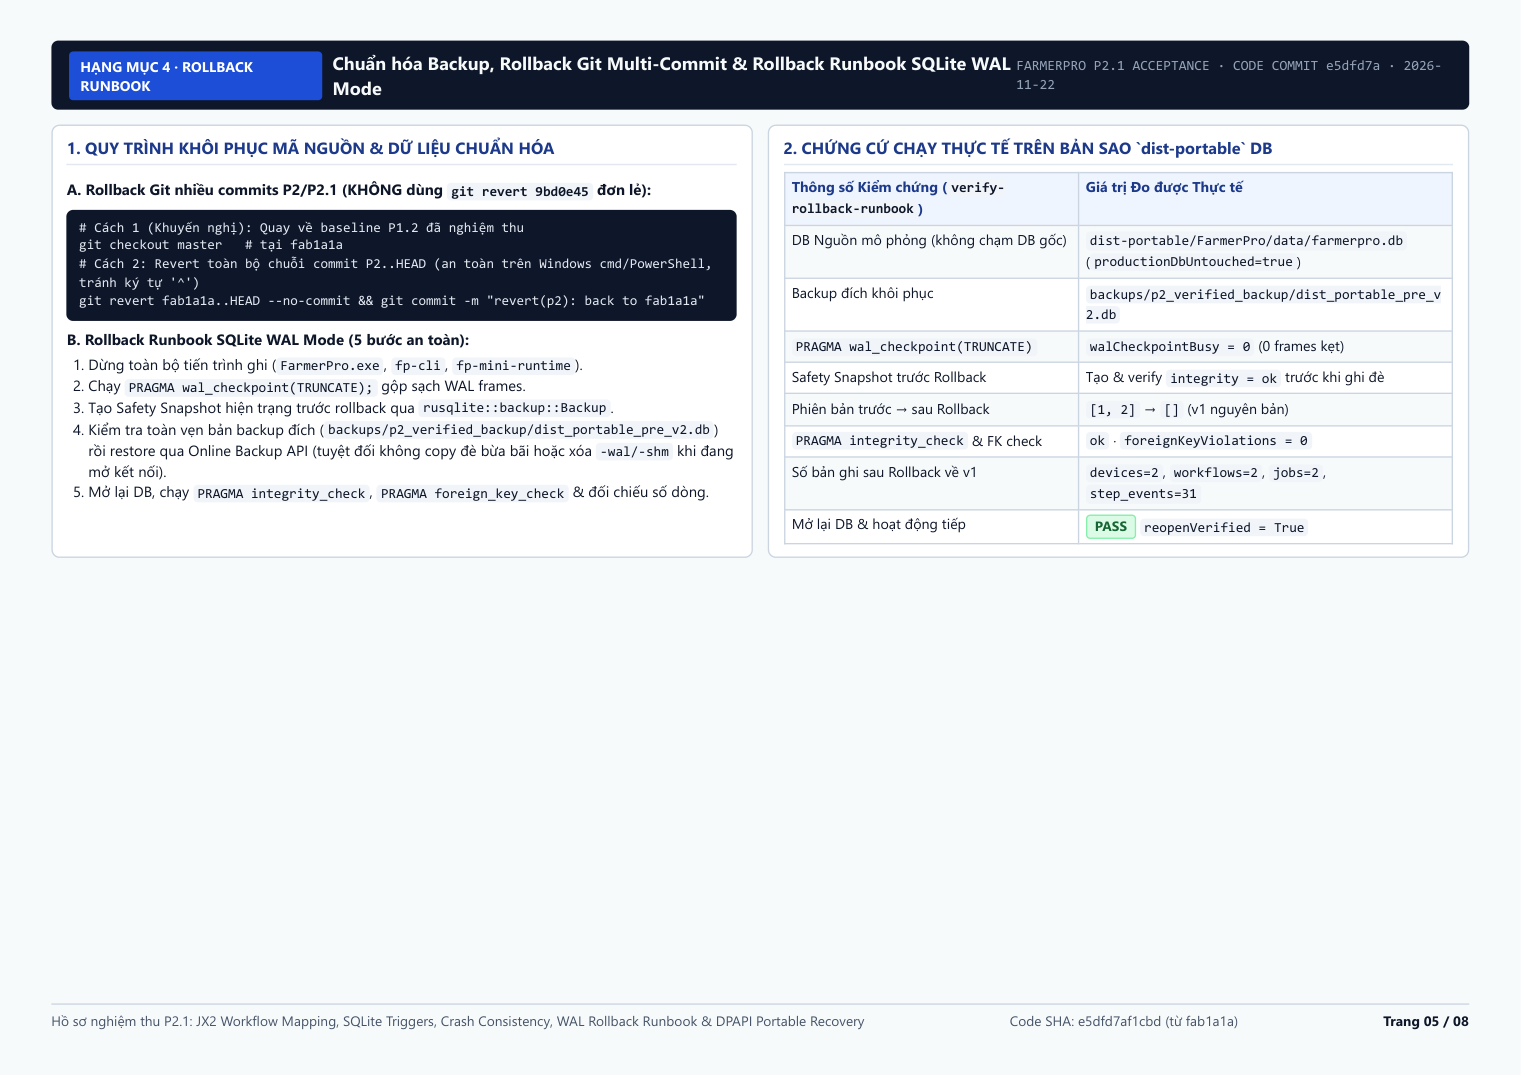 HẠNG MỤC 4 · ROLLBACK
RUNBOOK
Chuẩn hóa Backup, Rollback Git Multi-Commit & Rollback Runbook SQLite WAL
Mode
FARMERPRO P2.1 ACCEPTANCE · CODE COMMIT e5dfd7a · 2026-
11-22
1. QUY TRÌNH KHÔI PHỤC MÃ NGUỒN & DỮ LIỆU CHUẨN HÓA
A. Rollback Git nhiều commits P2/P2.1 (KHÔNG dùng git revert 9bd0e45 đơn lẻ):
# Cách 1 (Khuyến nghị): Quay về baseline P1.2 đã nghiệm thu
git checkout master   # tại fab1a1a
# Cách 2: Revert toàn bộ chuỗi commit P2..HEAD (an toàn trên Windows cmd/PowerShell,
tránh ký tự '^')
git revert fab1a1a..HEAD --no-commit && git commit -m "revert(p2): back to fab1a1a"
B. Rollback Runbook SQLite WAL Mode (5 bước an toàn):
1. Dừng toàn bộ tiến trình ghi ( FarmerPro.exe , fp-cli , fp-mini-runtime ).
2. Chạy PRAGMA wal_checkpoint(TRUNCATE); gộp sạch WAL frames.
3. Tạo Safety Snapshot hiện trạng trước rollback qua rusqlite::backup::Backup .
4. Kiểm tra toàn vẹn bản backup đích ( backups/p2_verified_backup/dist_portable_pre_v2.db )
rồi restore qua Online Backup API (tuyệt đối không copy đè bừa bãi hoặc xóa -wal/-shm khi đang
mở kết nối).
5. Mở lại DB, chạy PRAGMA integrity_check , PRAGMA foreign_key_check & đối chiếu số dòng.
2. CHỨNG CỨ CHẠY THỰC TẾ TRÊN BẢN SAO `dist-portable` DB
Thông số Kiểm chứng ( verify-
rollback-runbook )
Giá trị Đo được Thực tế
DB Nguồn mô phỏng (không chạm DB gốc)
dist-portable/FarmerPro/data/farmerpro.db
( productionDbUntouched=true )
Backup đích khôi phục
backups/p2_verified_backup/dist_portable_pre_v
2.db
PRAGMA wal_checkpoint(TRUNCATE)
walCheckpointBusy = 0 (0 frames kẹt)
Safety Snapshot trước Rollback
Tạo & verify integrity = ok trước khi ghi đè
Phiên bản trước → sau Rollback
[1, 2] → [] (v1 nguyên bản)
PRAGMA integrity_check & FK check
ok · foreignKeyViolations = 0
Số bản ghi sau Rollback về v1
devices=2 , workflows=2 , jobs=2 ,
step_events=31
Mở lại DB & hoạt động tiếp
PASS reopenVerified = True
Hồ sơ nghiệm thu P2.1: JX2 Workflow Mapping, SQLite Triggers, Crash Consistency, WAL Rollback Runbook & DPAPI Portable Recovery
Code SHA: e5dfd7af1cbd (từ fab1a1a)
Trang 05 / 08